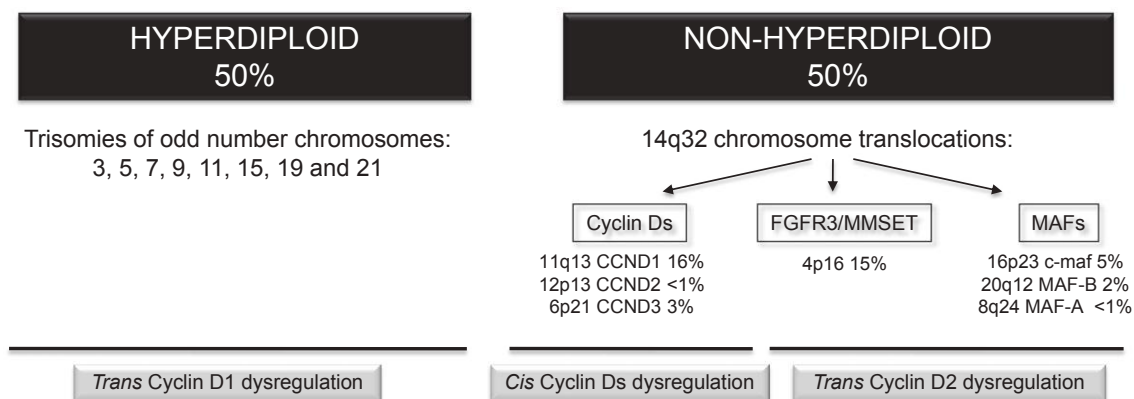 HYPERDIPLOID
50%
Trisomies of odd number chromosomes:
3, 5, 7, 9, 11, 15, 19 and 21
NON-HYPERDIPLOID
50%
14q32 chromosome translocations:
Cyclin Ds
11q13 CCND1 16%
12p13 CCND2 <1%
6p21 CCND3 3%
FGFR3/MMSET
4p16 15%
MAFs
16p23 c-maf 5%
20q12 MAF-B 2%
8q24 MAF-A <1%
Trans Cyclin D1 dysregulation
Cis Cyclin Ds dysregulation
Trans Cyclin D2 dysregulation